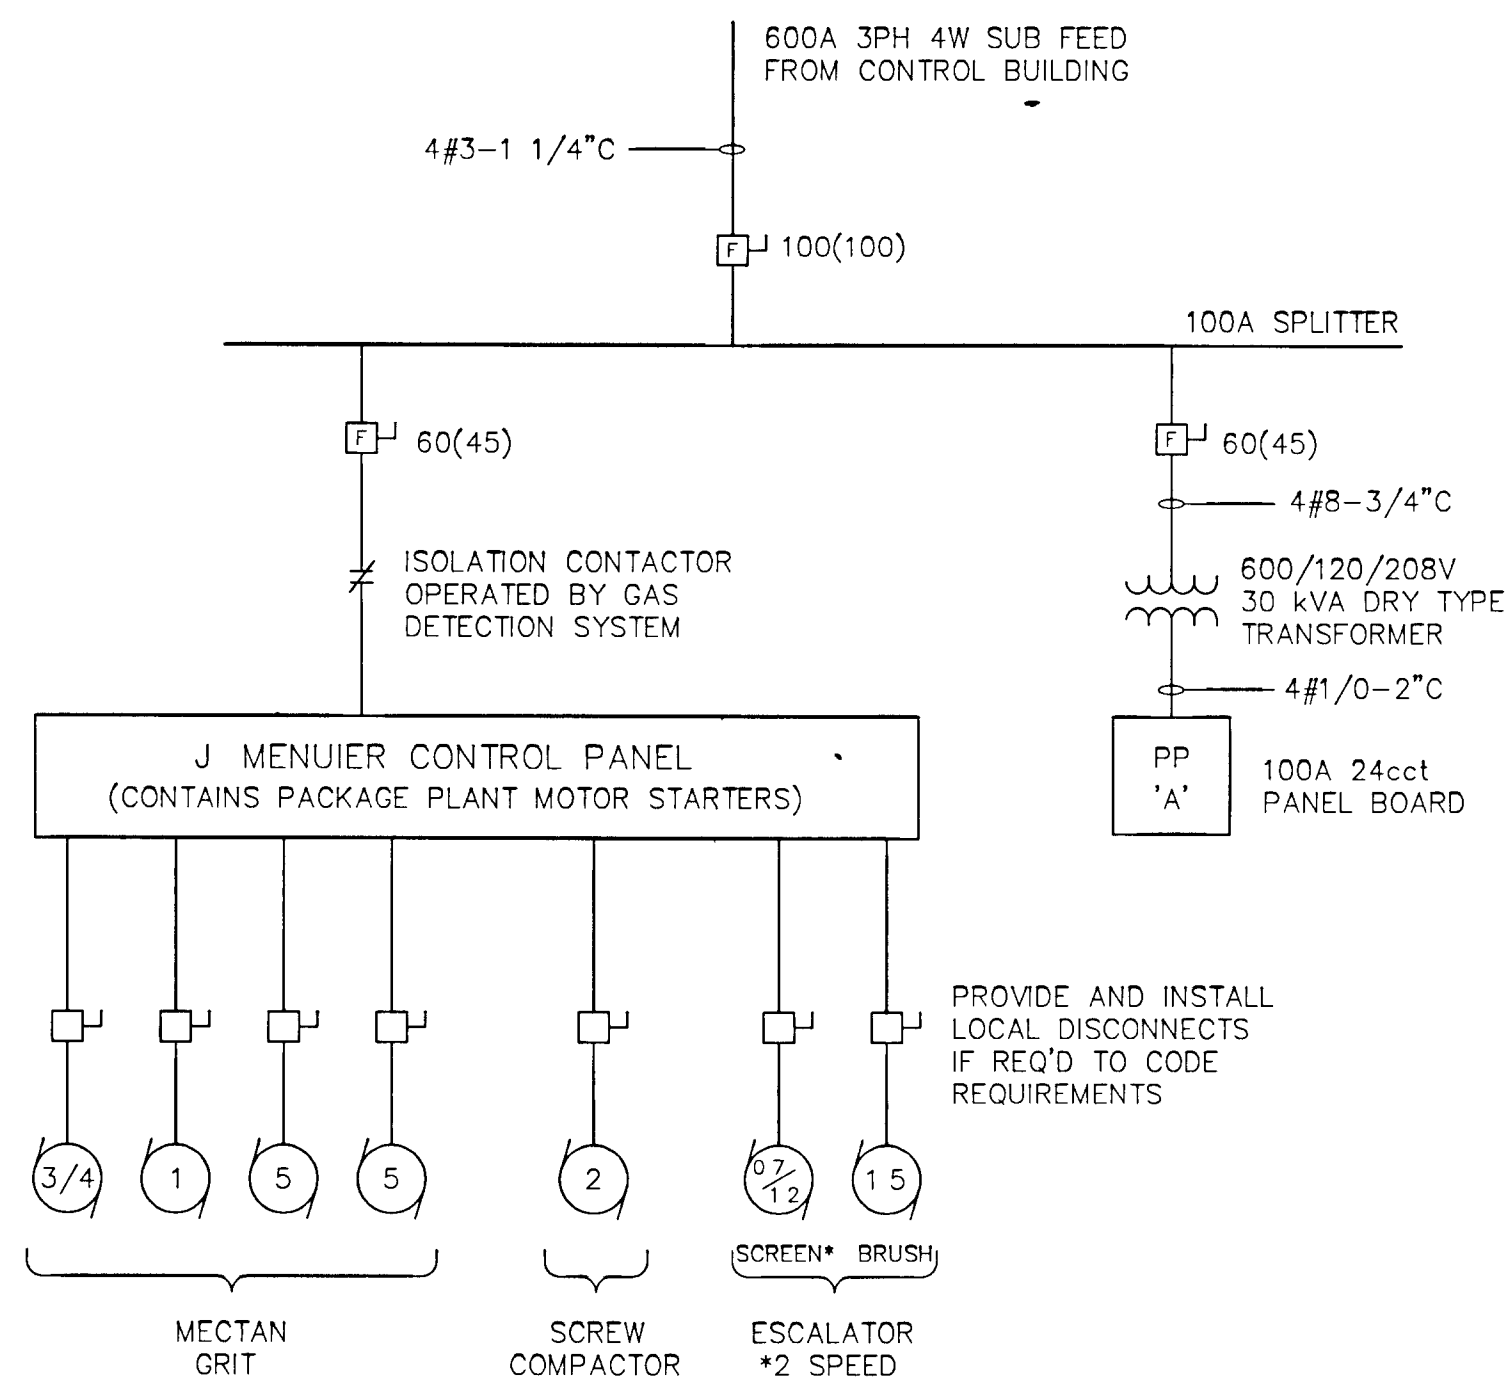 600A 3PH 4W SUB FEED
FROM CONTROL BUILDING
4#3-1 1/4"C
F
100(100)
100A SPLITTER
F
60(45)
F
60(45)
4#8-3/4"C
ISOLATION CONTACTOR
OPERATED BY GAS
DETECTION SYSTEM
600/120/208V
30 kVA DRY TYPE
TRANSFORMER
4#1/0-2"C
J MENUIER CONTROL PANEL
(CONTAINS PACKAGE PLANT MOTOR STARTERS)
PP
'A'
100A 24cct
PANEL BOARD
PROVIDE AND INSTALL
LOCAL DISCONNECTS
IF REQ'D TO CODE
REQUIREMENTS
3/4
1
5
5
2
0 7/1 2
1 5
SCREEN* BRUSH
MECTAN
GRIT
SCREW
COMPACTOR
ESCALATOR
*2 SPEED